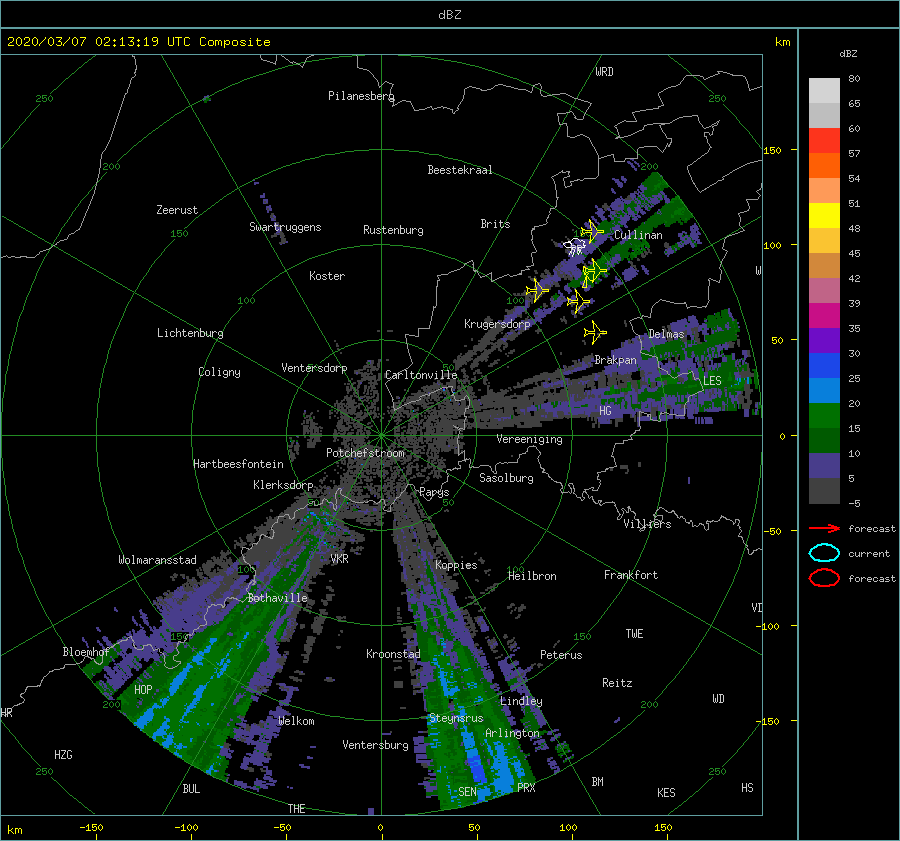 dBZ
2020/03/07 02:13:19 UTC Composite
km
dBZ
WRD
250
Pilanesberg
250
80
65
60
57
54
51
48
45
42
39
35
30
25
20
15
10
5
-5
150
200
Beestekraal
200
Zeerust
150
Swartruggens
Rustenburg
Brits
Cullinan
100
Koster
W
100
100
Krugersdorp
Lichtenburg
Delmas
50
Coligny
Ventersdorp
Carltonville
Brakpan
LES
HG
0
Vereeniging
Potchefstroom
Hartbeesfontein
Klerksdorp
Sasolburg
Parys
50
50
Villiers
-50
forecast
current
forecast
Wolmaransstad
VKR
Koppies
100
100
Heilbron
Frankfort
Bothaville
VD
-100
150
150
TWE
Bloemhof
Kroonstad
Peterus
HOP
Reitz
WD
200
Lindley
200
HR
Welkom
Steynsrus
-150
Arlington
Ventersburg
HZG
250
250
BUL
BM
PRX
SEN
KES
HS
THE
km
-150
-100
-50
0
50
100
150